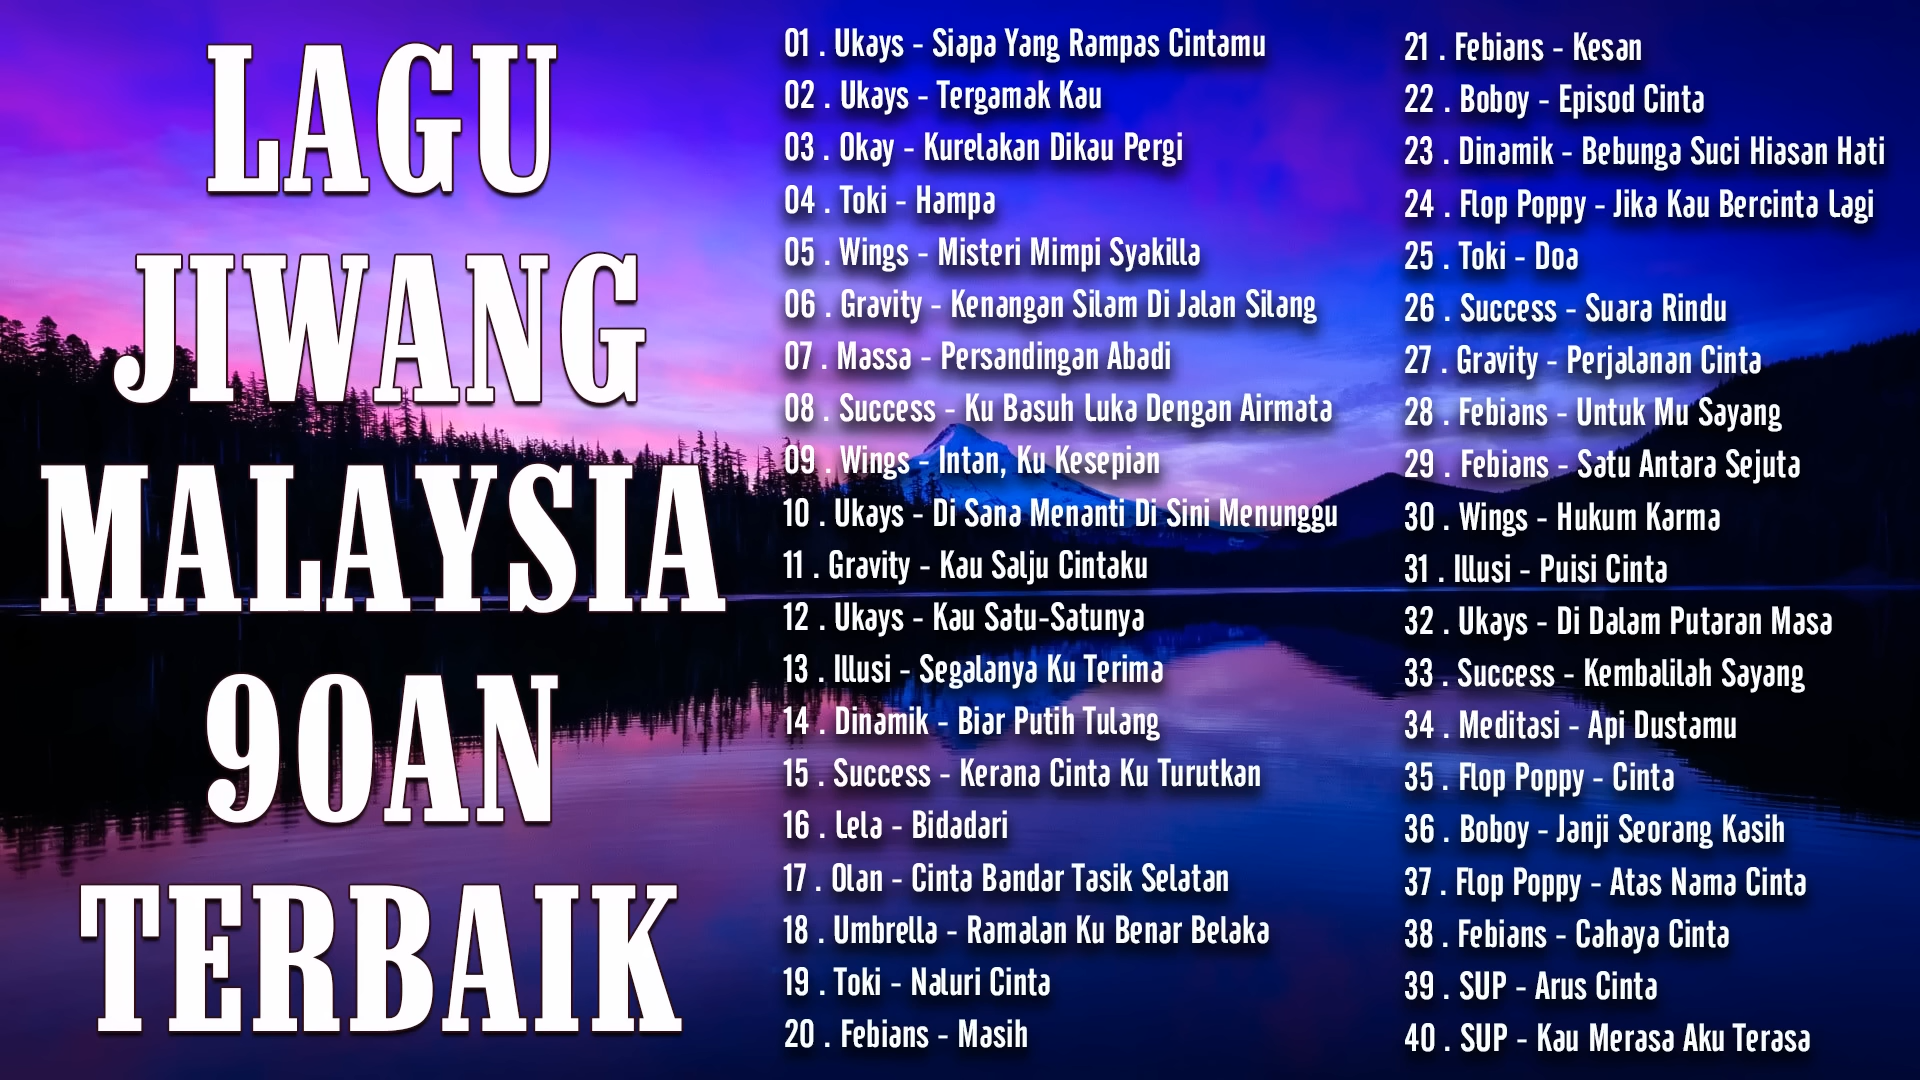 LAGU
JIWANG
MALAYSIA
90AN
TERBAIK
01 . Ukays - Siapa Yang Rampas Cintamu
02 . Ukays - Tergamak Kau
03 . Okay - Kurelakan Dikau Pergi
04 . Toki - Hampa
05 . Wings - Misteri Mimpi Syakilla
06 . Gravity - Kenangan Silam Di Jalan Silang
07 . Massa - Persandingan Abadi
08 . Success - Ku Basuh Luka Dengan Airmata
09 . Wings - Intan, Ku Kesepian
10 . Ukays - Di Sana Menanti Di Sini Menunggu
11 . Gravity - Kau Salju Cintaku
12 . Ukays - Kau Satu-Satunya
13 . Illusi - Segalanya Ku Terima
14 . Dinamik - Biar Putih Tulang
15 . Success - Kerana Cinta Ku Turutkan
16 . Lela - Bidadari
17 . Olan - Cinta Bandar Tasik Selatan
18 . Umbrella - Ramalan Ku Benar Belaka
19 . Toki - Naluri Cinta
20 . Febians - Masih
21 . Febians - Kesan
22 . Boboy - Episod Cinta
23 . Dinamik - Bebunga Suci Hiasan Hati
24 . Flop Poppy - Jika Kau Bercinta Lagi
25 . Toki - Doa
26 . Success - Suara Rindu
27 . Gravity - Perjalanan Cinta
28 . Febians - Untuk Mu Sayang
29 . Febians - Satu Antara Sejuta
30 . Wings - Hukum Karma
31 . Illusi - Puisi Cinta
32 . Ukays - Di Dalam Putaran Masa
33 . Success - Kembalilah Sayang
34 . Meditasi - Api Dustamu
35 . Flop Poppy - Cinta
36 . Boboy - Janji Seorang Kasih
37 . Flop Poppy - Atas Nama Cinta
38 . Febians - Cahaya Cinta
39 . SUP - Arus Cinta
40 . SUP - Kau Merasa Aku Terasa